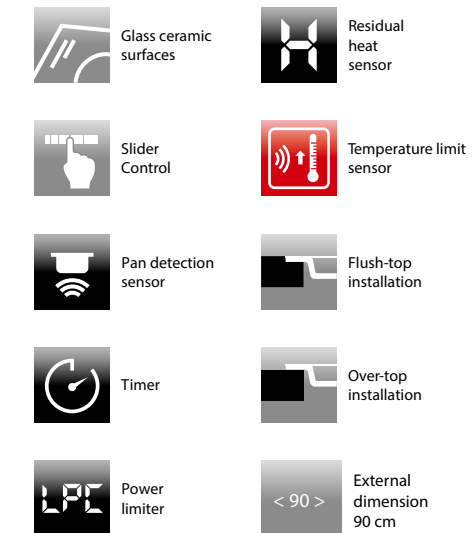 Glass ceramic
surfaces
Residual
heat
sensor
H
Slider
Control
Temperature limit
sensor
Pan detection
sensor
Flush-top
installation
Timer
Over-top
installation
LPC
Power
limiter
< 90 >
External
dimension
90 cm